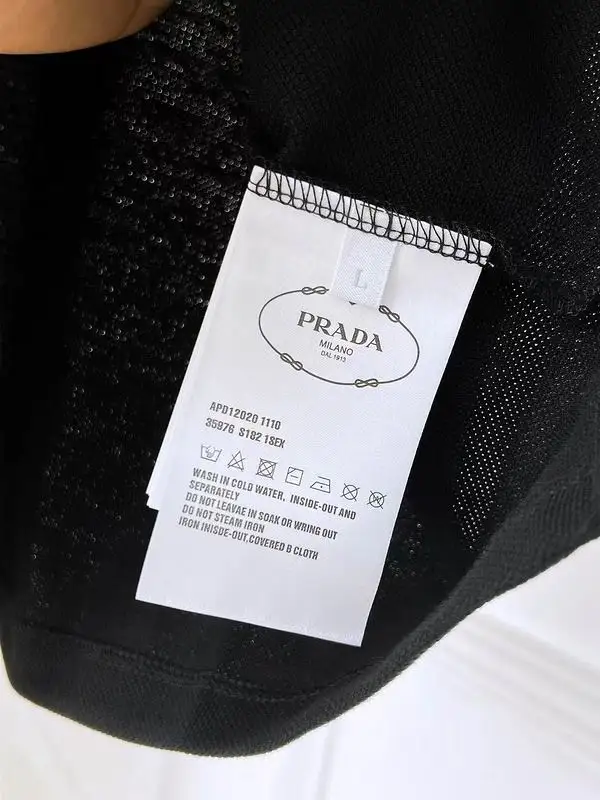 L
PRADA
MILANO
DAL 1913
APD12020 1110
35976 S182 1SEX
WASH IN COLD WATER, INSIDE-OUT AND
SEPARATELY
DO NOT LEAVAE IN SOAK OR WRING OUT
DO NOT STEAM IRON
IRON INISDE-OUT,COVERED B CLOTH